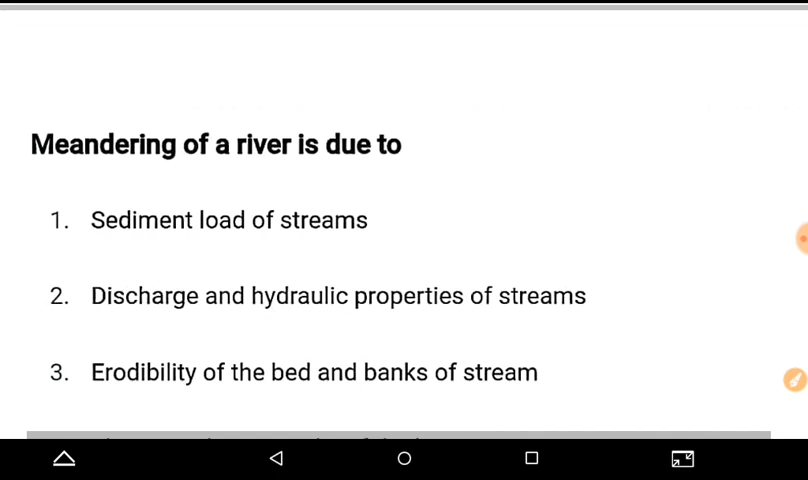 Meandering of a river is due to
1. Sediment load of streams
2. Discharge and hydraulic properties of streams
3. Erodibility of the bed and banks of stream